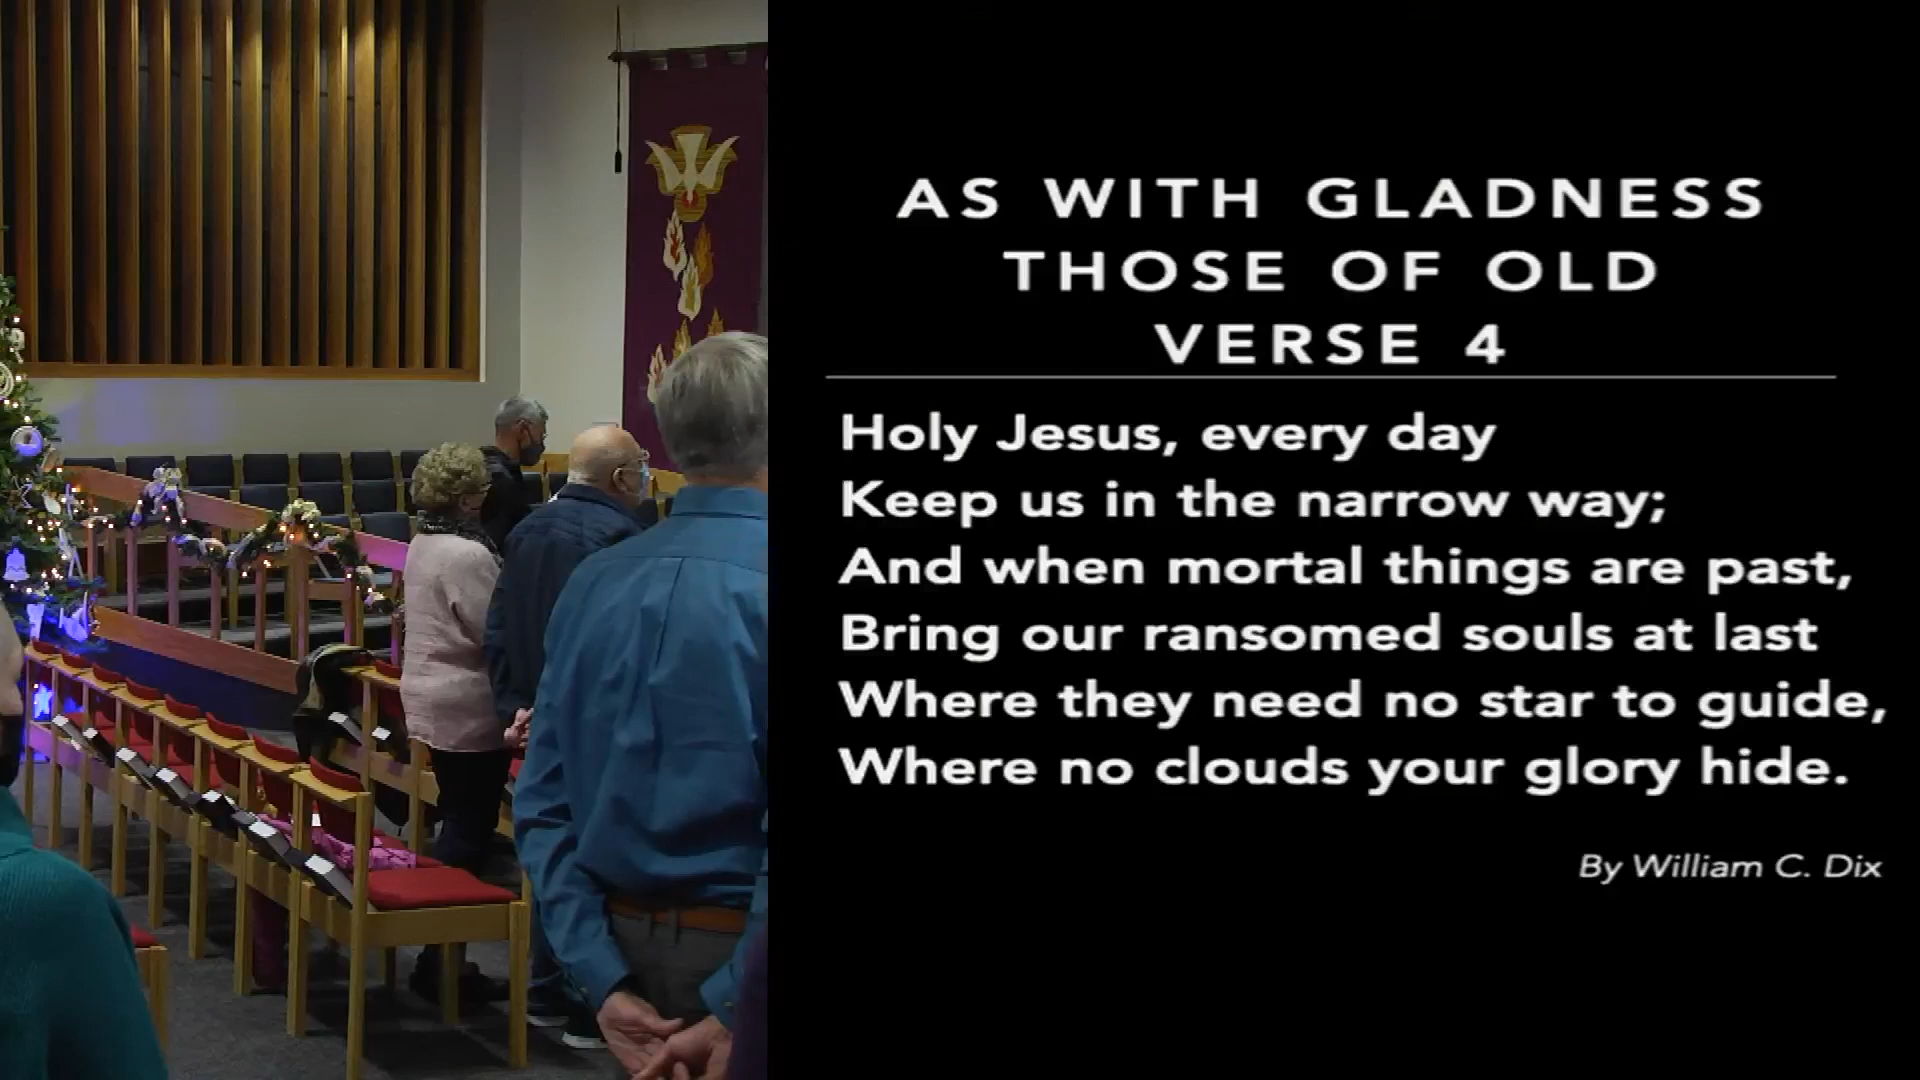 AS WITH GLADNESS
THOSE OF OLD
VERSE 4
Holy Jesus, every day
Keep us in the narrow way;
And when mortal things are past,
Bring our ransomed souls at last
Where they need no star to guide,
Where no clouds your glory hide.
By William C. Dix